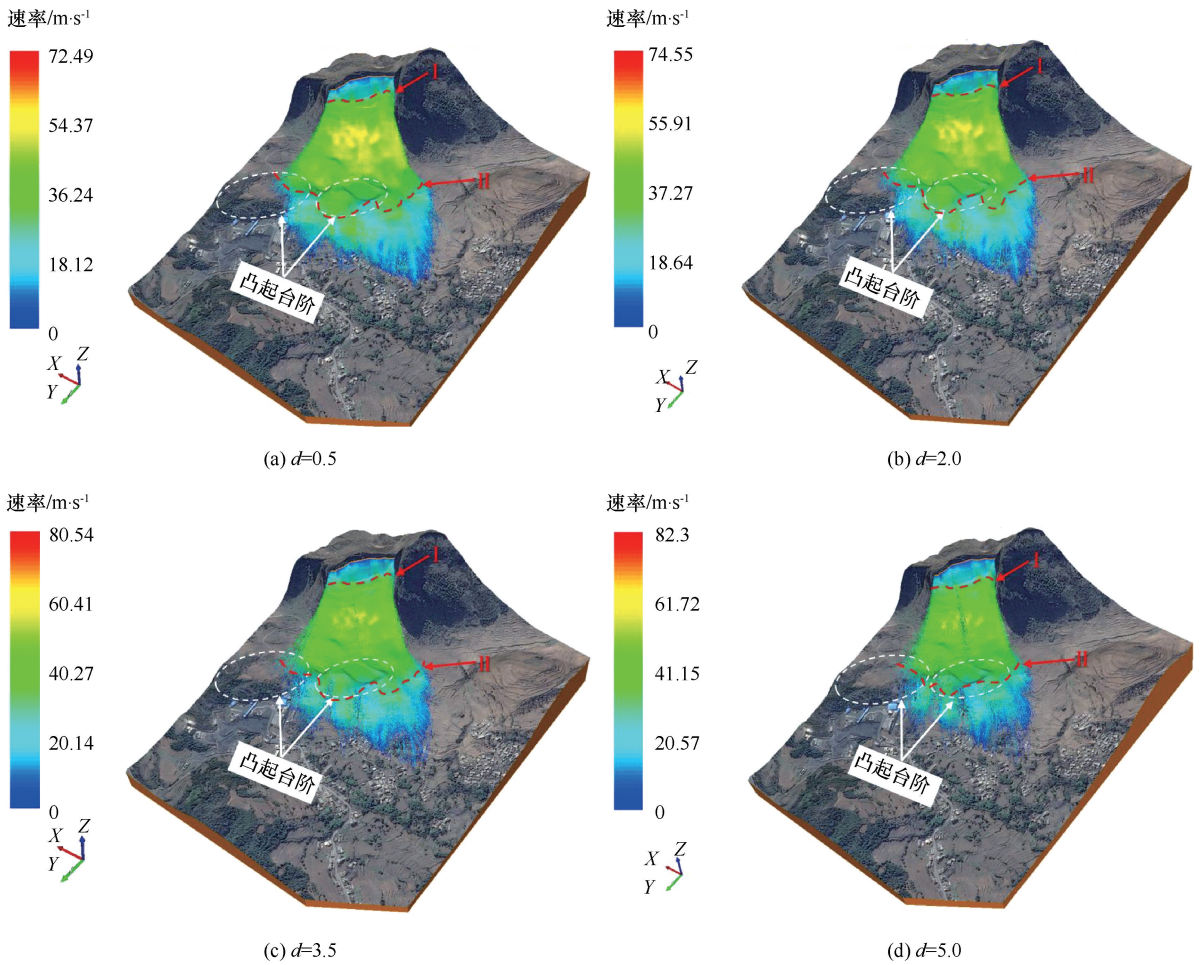 速率/m·s-1
72.49
54.37
36.24
18.12
0
I
II
凸起台阶
X
Y
Z
(a) d=0.5
速率/m·s-1
74.55
55.91
37.27
18.64
0
I
II
凸起台阶
X
Y
Z
(b) d=2.0
速率/m·s-1
80.54
60.41
40.27
20.14
0
I
II
凸起台阶
X
Y
Z
(c) d=3.5
速率/m·s-1
82.3
61.72
41.15
20.57
0
I
II
凸起台阶
X
Y
Z
(d) d=5.0